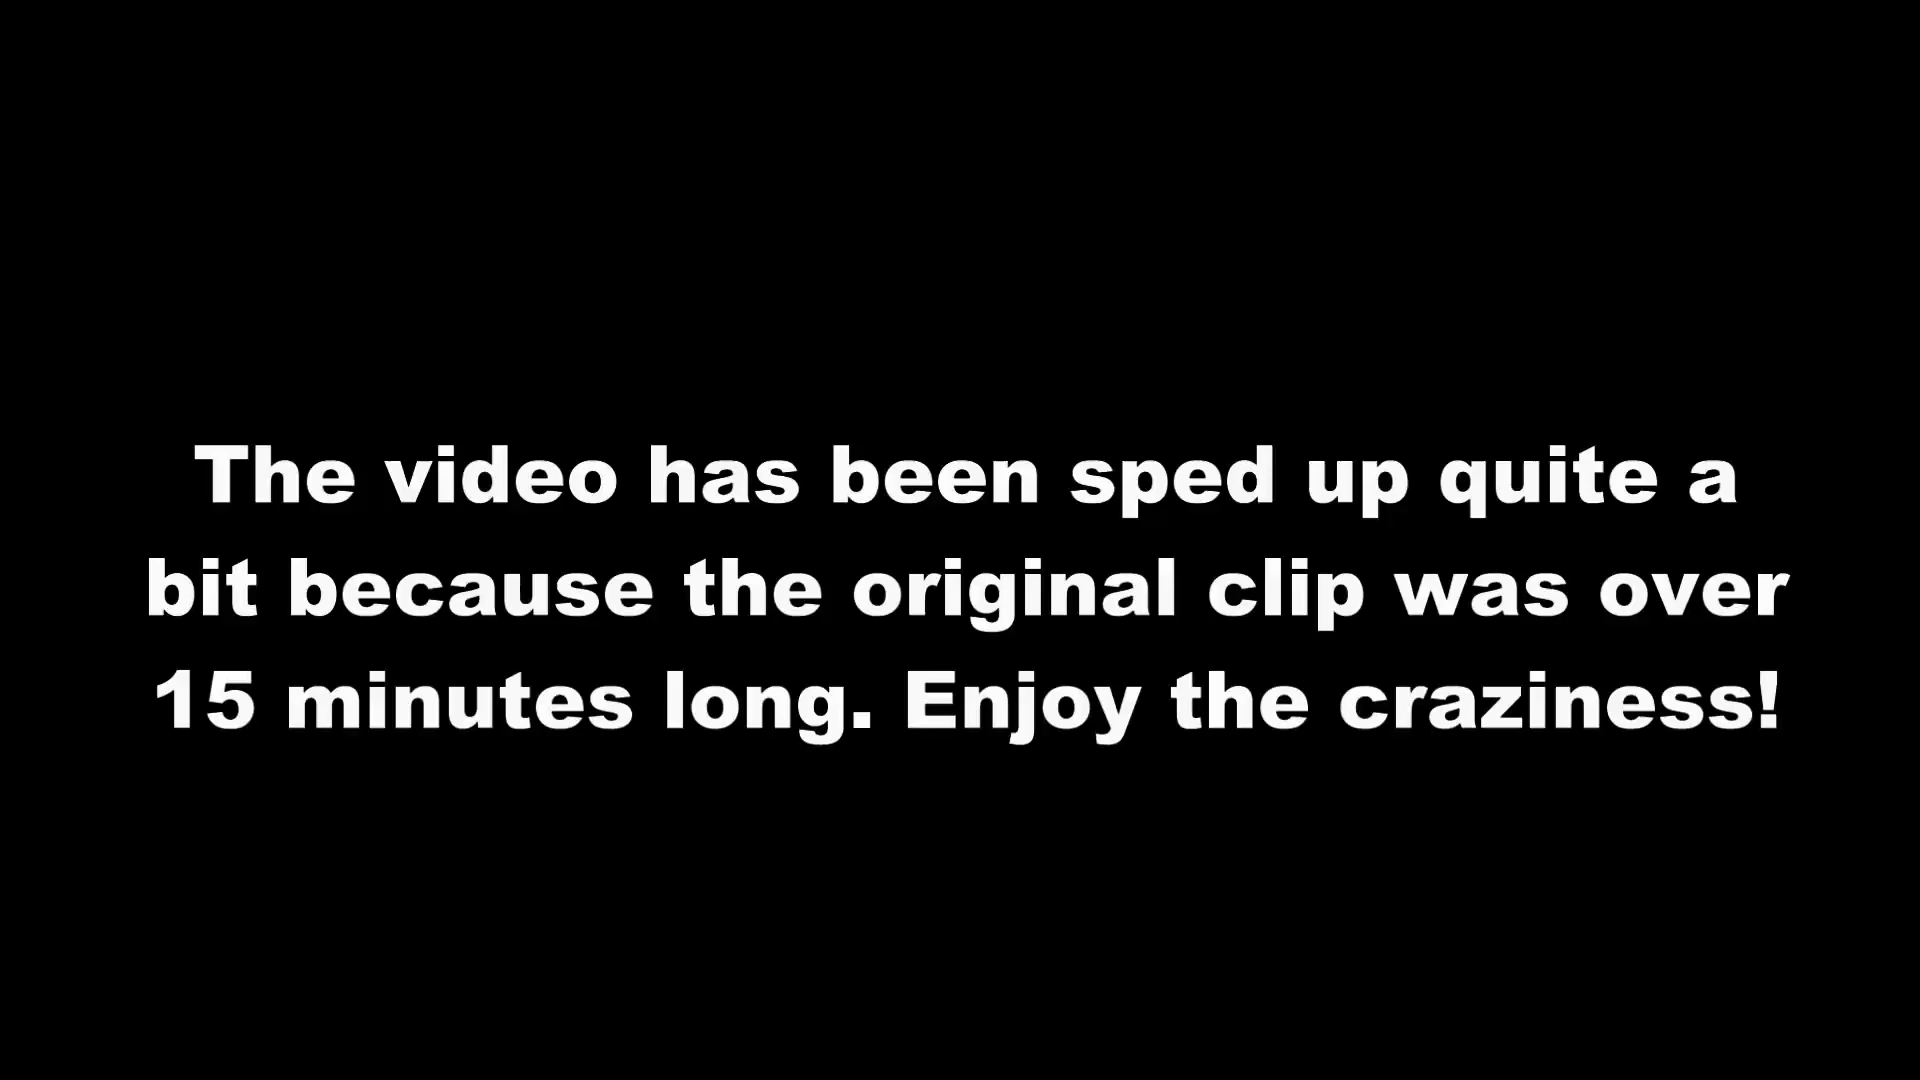 The video has been sped up quite a
bit because the original clip was over
15 minutes long. Enjoy the craziness!